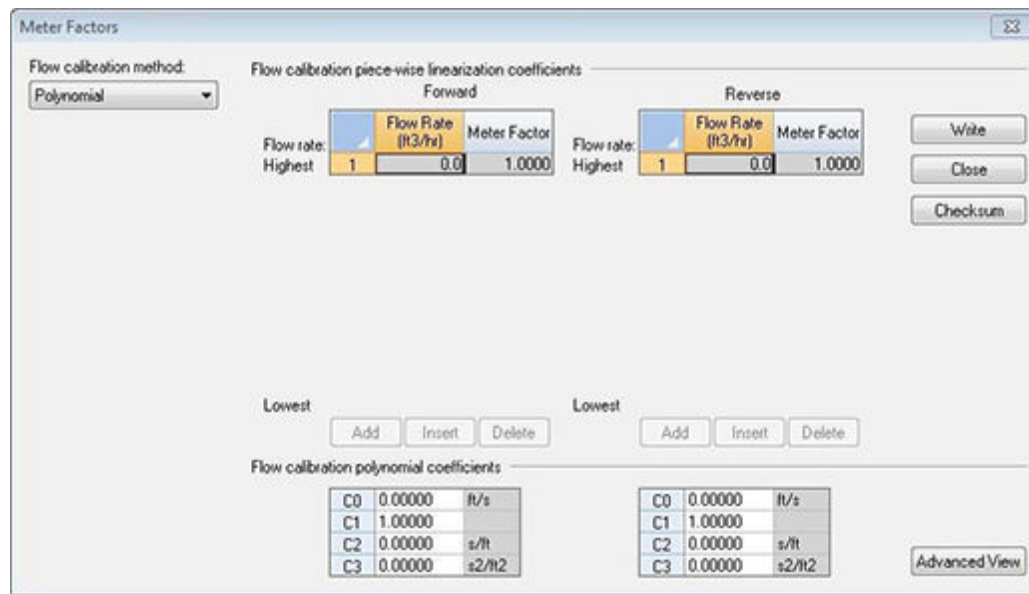 Meter Factors
Flow calibration method:
Polynomial
Flow calibration piece-wise linearization coefficients
Forward
Flow rate:
Flow Rate (ft3/hr) Meter Factor
Highest 1 0.0 1.0000
Lowest
Add Insert Delete
Reverse
Flow rate:
Flow Rate (ft3/hr) Meter Factor
Highest 1 0.0 1.0000
Lowest
Add Insert Delete
Write
Close
Checksum
Flow calibration polynomial coefficients
C0 0.00000 ft/s
C1 1.00000
C2 0.00000 s/ft
C3 0.00000 s2/ft2
C0 0.00000 ft/s
C1 1.00000
C2 0.00000 s/ft
C3 0.00000 s2/ft2
Advanced View